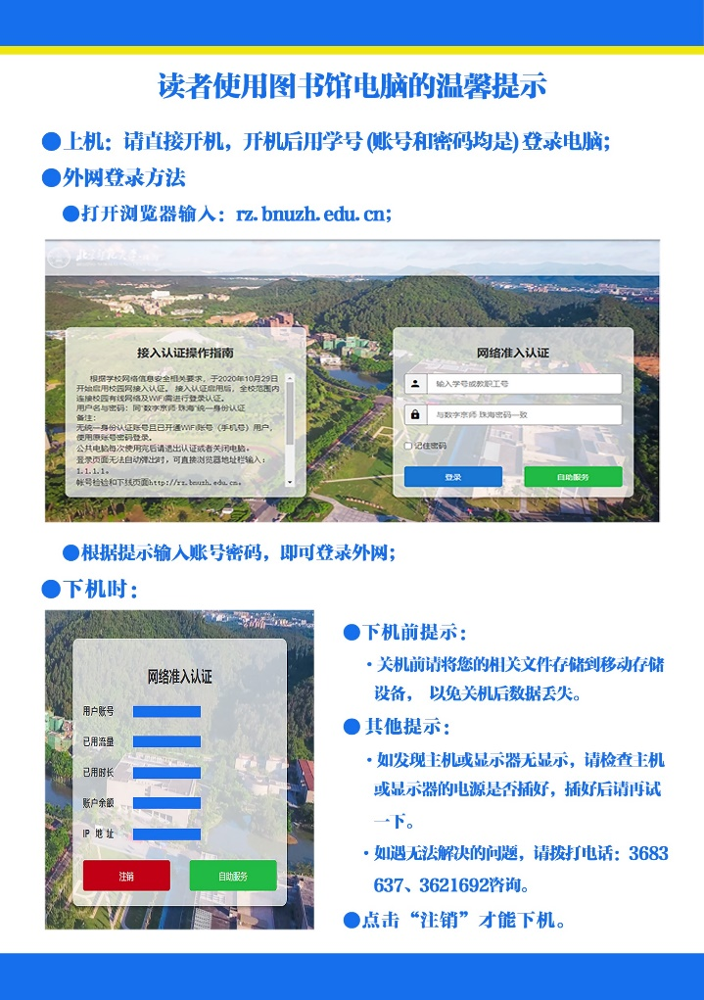 读者使用图书馆电脑的温馨提示
●上机：请直接开机，开机后用学号(账号和密码均是)登录电脑；
●外网登录方法
●打开浏览器输入：rz.bnuzh.edu.cn；
北京师范大学
接入认证操作指南
根据学校网络信息安全相关要求，于2020年10月29日
开始启用校园网接入认证。 接入认证启用后，全校范围内
连接校园有线网络及WiFi需进行登录认证。
用户名与密码：同"数字京师·珠海"统一身份认证
备注：
无统一身份认证账号且已开通WiFi账号（手机号）用户，
使用原账号密码登录。
公共电脑每次使用完后请退出认证或者关闭电脑。
登录页面无法自动弹出时，可直接浏览器地址栏输入：
1.1.1.1。
帐号检验和下线页面http://rz.bnuzh.edu.cn。
网络准入认证
输入学号或教职工号
与数字京师·珠海密码一致
记住密码
登录
自助服务
●根据提示输入账号密码，即可登录外网；
●下机时：
网络准入认证
用户账号
已用流量
已用时长
账户余额
IP 地 址
注销
自助服务
●下机前提示：
·关机前请将您的相关文件存储到移动存储
设备， 以免关机后数据丢失。
● 其他提示：
·如发现主机或显示器无显示，请检查主机
或显示器的电源是否插好，插好后请再试
一下。
·如遇无法解决的问题，请拨打电话：3683
637、3621692咨询。
●点击“注销”才能下机。